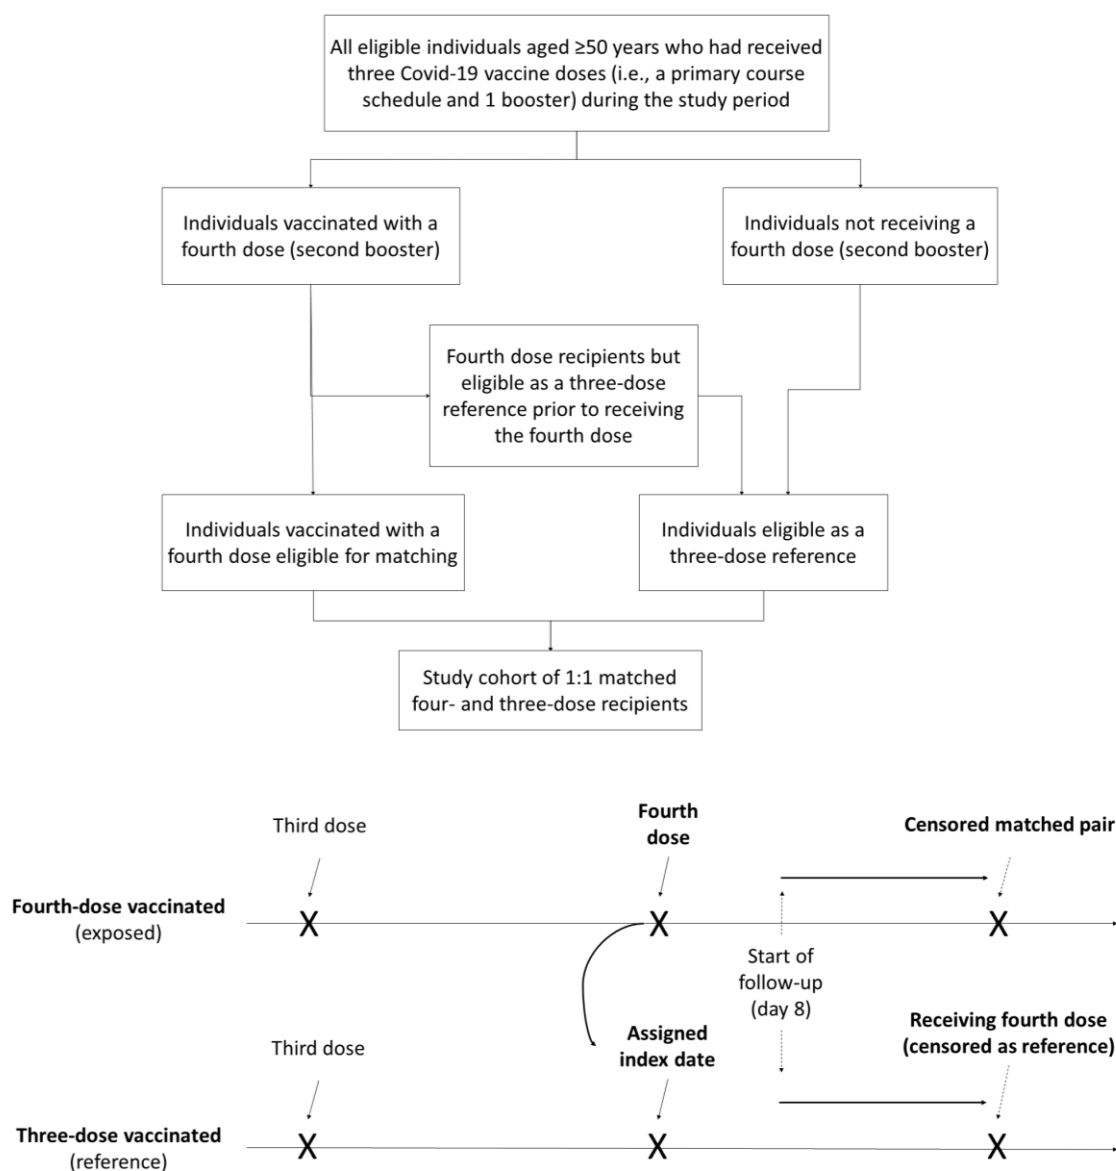 All eligible individuals aged ≥50 years who had received
three Covid-19 vaccine doses (i.e., a primary course
schedule and 1 booster) during the study period
Individuals vaccinated with a
fourth dose (second booster)
Individuals not receiving a
fourth dose (second booster)
Fourth dose recipients but
eligible as a three-dose
reference prior to receiving
the fourth dose
Individuals vaccinated with a
fourth dose eligible for matching
Individuals eligible as a
three-dose reference
Study cohort of 1:1 matched
four- and three-dose recipients
Third dose
Fourth
dose
Censored matched pair
Fourth-dose vaccinated
(exposed)
X
X
X
Start of
follow-up
(day 8)
Third dose
Assigned
index date
Receiving fourth dose
(censored as reference)
Three-dose vaccinated
(reference)
X
X
X